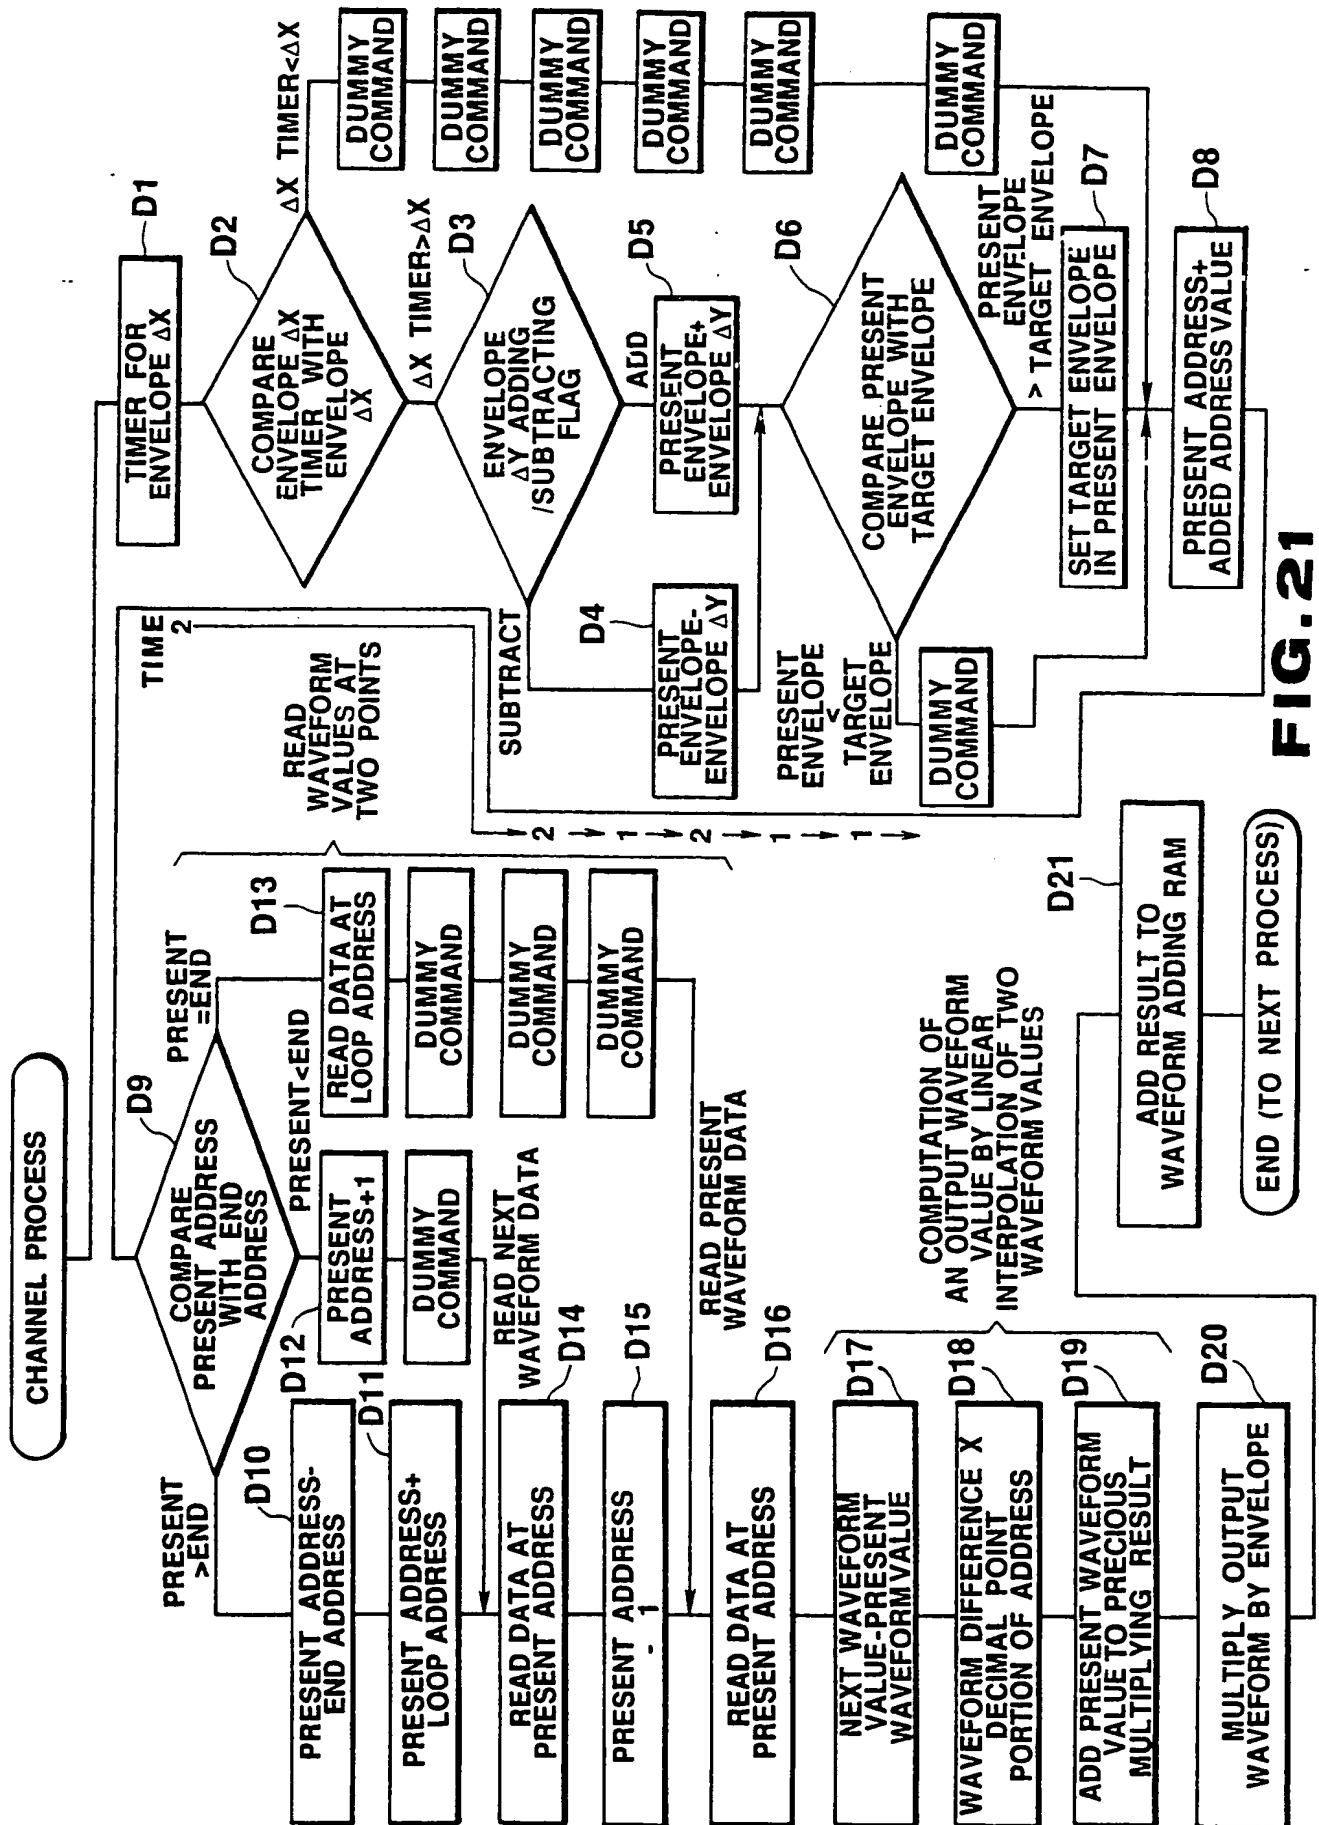 CHANNEL PROCESS
TIMER FOR
ENVELOPE ΔX
D1
COMPARE
ENVELOPE ΔX
TIMER WITH
ENVELOPE
ΔX
D2
ΔX TIMER<ΔX
DUMMY
COMMAND
DUMMY
COMMAND
DUMMY
COMMAND
DUMMY
COMMAND
DUMMY
COMMAND
DUMMY
COMMAND
ΔX TIMER>ΔX
ENVELOPE
ΔY ADDING
/SUBTRACTING
FLAG
D3
SUBTRACT
ADD
D4
PRESENT
ENVELOPE-
ENVELOPE ΔY
D5
PRESENT
ENVELOPE+
ENVELOPE ΔY
COMPARE PRESENT
ENVELOPE WITH
TARGET ENVELOPE
D6
PRESENT
ENVELOPE
<
TARGET
ENVELOPE
DUMMY
COMMAND
PRESENT
ENVELOPE
> TARGET ENVELOPE
SET TARGET ENVELOPE
IN PRESENT ENVELOPE
D7
PRESENT ADDRESS+
ADDED ADDRESS VALUE
D8
TIME
2
2
1
2
1
1
COMPARE
PRESENT ADDRESS
WITH END
ADDRESS
D9
PRESENT
>END
PRESENT<END
PRESENT
=END
D10
PRESENT ADDRESS-
END ADDRESS
D11
PRESENT ADDRESS+
LOOP ADDRESS
D12
PRESENT
ADDRESS+1
DUMMY
COMMAND
D13
READ DATA AT
LOOP ADDRESS
DUMMY
COMMAND
DUMMY
COMMAND
DUMMY
COMMAND
READ
WAVEFORM
VALUES AT
TWO POINTS
READ NEXT
WAVEFORM DATA
READ DATA AT
PRESENT ADDRESS
D14
PRESENT ADDRESS
- 1
D15
READ PRESENT
WAVEFORM DATA
READ DATA AT
PRESENT ADDRESS
D16
NEXT WAVEFORM
VALUE-PRESENT
WAVEFORM VALUE
D17
WAVEFORM DIFFERENCE X
DECIMAL POINT
PORTION OF ADDRESS
D18
ADD PRESENT WAVEFORM
VALUE TO PRECIOUS
MULTIPLYING RESULT
D19
COMPUTATION OF
AN OUTPUT WAVEFORM
VALUE BY LINEAR
INTERPOLATION OF TWO
WAVEFORM VALUES
MULTIPLY OUTPUT
WAVEFORM BY ENVELOPE
D20
ADD RESULT TO
WAVEFORM ADDING RAM
D21
END (TO NEXT PROCESS)
FIG.21